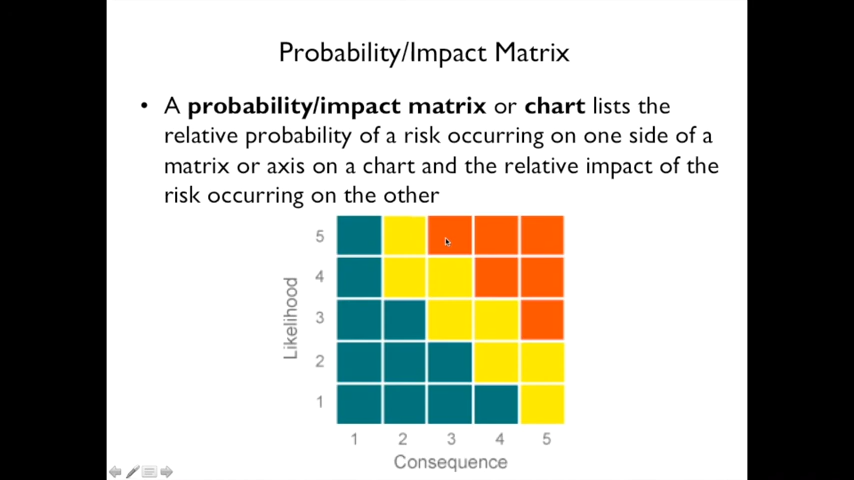 Probability/Impact Matrix
• A probability/impact matrix or chart lists the
relative probability of a risk occurring on one side of a
matrix or axis on a chart and the relative impact of the
risk occurring on the other
Likelihood
5
4
3
2
1
1 2 3 4 5
Consequence